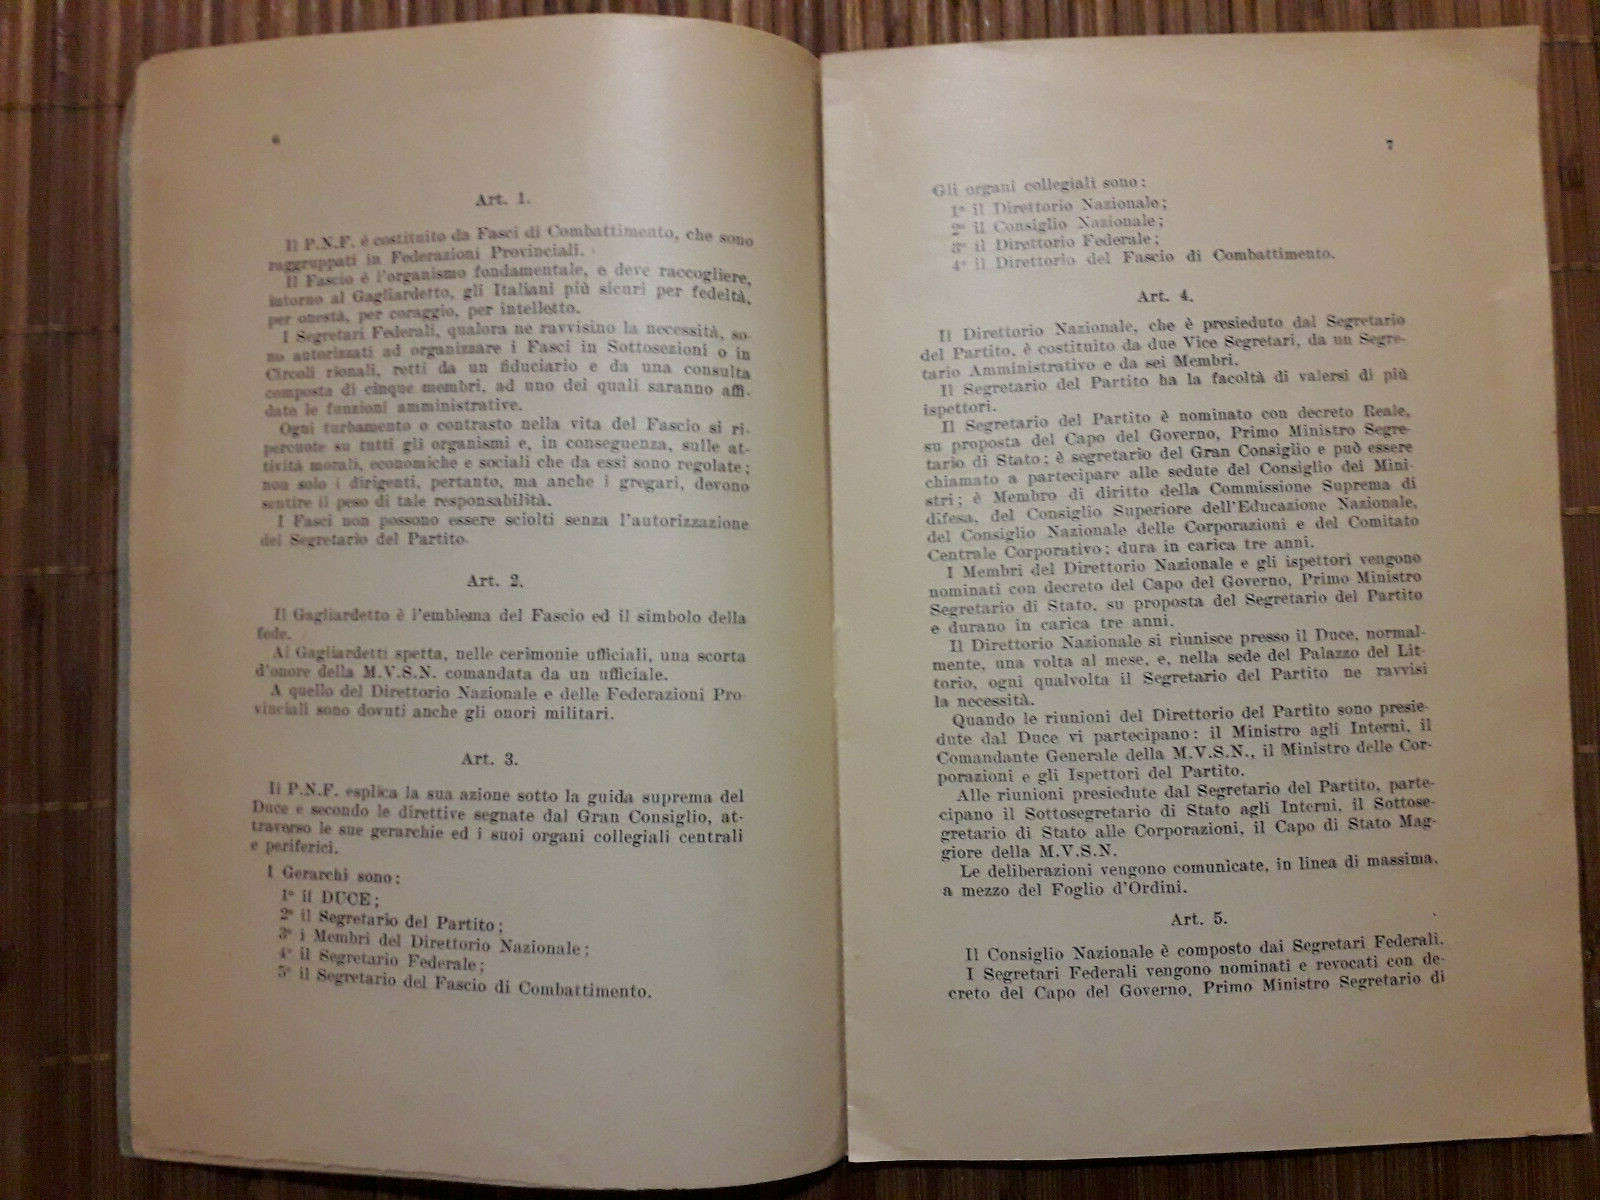 6
Art. 1.
Il P.N.F. è costituito da Fasci di Combattimento, che sono
raggruppati in Federazioni Provinciali.
Il Fascio è l'organismo fondamentale, e deve raccogliere,
intorno al Gagliardetto, gli Italiani più sicuri per fedeltà,
per onestà, per coraggio, per intelletto.
I Segretari Federali, qualora ne ravvisino la necessità, so-
no autorizzati ad organizzare i Fasci in Sottosezioni o in
Circoli rionali, retti da un fiduciario e da una consulta
composta di cinque membri, ad uno dei quali saranno affi-
date le funzioni amministrative.
Ogni turbamento o contrasto nella vita del Fascio si ri-
percuote su tutti gli organismi e, in conseguenza, sulle at-
tività morali, economiche e sociali che da essi sono regolate;
non solo i dirigenti, pertanto, ma anche i gregari, devono
sentire il peso di tale responsabilità.
I Fasci non possono essere sciolti senza l'autorizzazione
del Segretario del Partito.
Art. 2.
Il Gagliardetto è l'emblema del Fascio ed il simbolo della
fede.
Ai Gagliardetti spetta, nelle cerimonie ufficiali, una scorta
d'onore della M.V.S.N. comandata da un ufficiale.
A quello del Direttorio Nazionale e delle Federazioni Pro-
vinciali sono dovuti anche gli onori militari.
Art. 3.
Il P.N.F. esplica la sua azione sotto la guida suprema del
Duce e secondo le direttive segnate dal Gran Consiglio, at-
traverso le sue gerarchie ed i suoi organi collegiali centrali
e periferici.
I Gerarchi sono:
1° il DUCE;
2° il Segretario del Partito;
3° i Membri del Direttorio Nazionale;
4° il Segretario Federale;
5° il Segretario del Fascio di Combattimento.
7
Gli organi collegiali sono:
1° il Direttorio Nazionale;
2° il Consiglio Nazionale;
3° il Direttorio Federale;
4° il Direttorio del Fascio di Combattimento.
Art. 4.
Il Direttorio Nazionale, che è presieduto dal Segretario
del Partito, è costituito da due Vice Segretari, da un Segre-
tario Amministrativo e da sei Membri.
Il Segretario del Partito ha la facoltà di valersi di più
ispettori.
Il Segretario del Partito è nominato con decreto Reale,
su proposta del Capo del Governo, Primo Ministro Segre-
tario di Stato; è segretario del Gran Consiglio e può essere
chiamato a partecipare alle sedute del Consiglio dei Mini-
stri; è Membro di diritto della Commissione Suprema di
difesa, del Consiglio Superiore dell'Educazione Nazionale,
del Consiglio Nazionale delle Corporazioni e del Comitato
Centrale Corporativo; dura in carica tre anni.
I Membri del Direttorio Nazionale e gli ispettori vengono
nominati con decreto del Capo del Governo, Primo Ministro
Segretario di Stato, su proposta del Segretario del Partito
e durano in carica tre anni.
Il Direttorio Nazionale si riunisce presso il Duce, normal-
mente, una volta al mese, e, nella sede del Palazzo del Lit-
torio, ogni qualvolta il Segretario del Partito ne ravvisi
la necessità.
Quando le riunioni del Direttorio del Partito sono presie-
dute dal Duce vi partecipano: il Ministro agli Interni, il
Comandante Generale della M.V.S.N., il Ministro delle Cor-
porazioni e gli Ispettori del Partito.
Alle riunioni presiedute dal Segretario del Partito, parte-
cipano il Sottosegretario di Stato agli Interni, il Sottose-
gretario di Stato alle Corporazioni, il Capo di Stato Mag-
giore della M.V.S.N.
Le deliberazioni vengono comunicate, in linea di massima,
a mezzo del Foglio d'Ordini.
Art. 5.
Il Consiglio Nazionale è composto dai Segretari Federali.
I Segretari Federali vengono nominati e revocati con de-
creto del Capo del Governo, Primo Ministro Segretario di